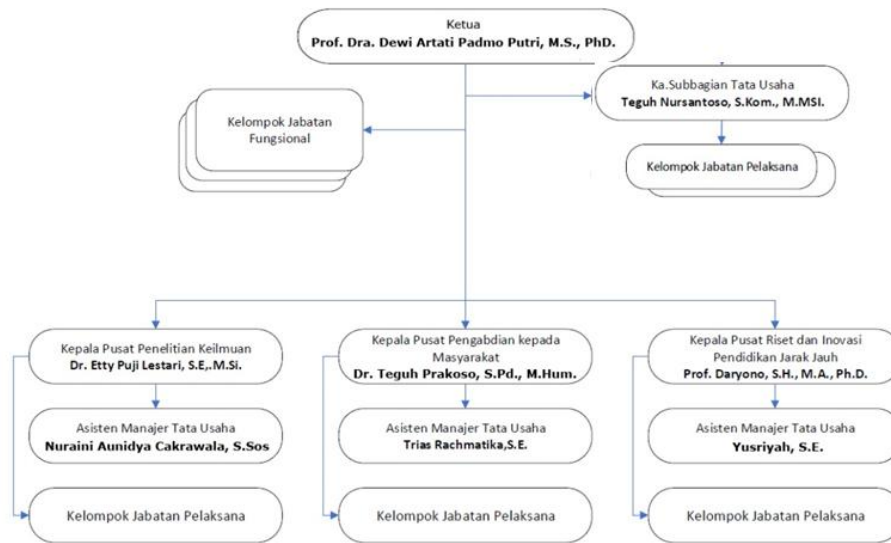 Ketua
Prof. Dra. Dewi Artati Padmo Putri, M.S., PhD.
Ka.Subbagian Tata Usaha
Teguh Nursantoso, S.Kom., M.MSI.
Kelompok Jabatan
Fungsional
Kelompok Jabatan Pelaksana
Kepala Pusat Penelitian Keilmuan
Dr. Etty Puji Lestari, S.E,.M.Si.
Kepala Pusat Pengabdian kepada
Masyarakat
Dr. Teguh Prakoso, S.Pd., M.Hum.
Kepala Pusat Riset dan Inovasi
Pendidikan Jarak Jauh
Prof. Daryono, S.H., M.A., Ph.D.
Asisten Manajer Tata Usaha
Nuraini Aunidya Cakrawala, S.Sos
Asisten Manajer Tata Usaha
Trias Rachmatika,S.E.
Asisten Manajer Tata Usaha
Yusriyah, S.E.
Kelompok Jabatan Pelaksana
Kelompok Jabatan Pelaksana
Kelompok Jabatan Pelaksana